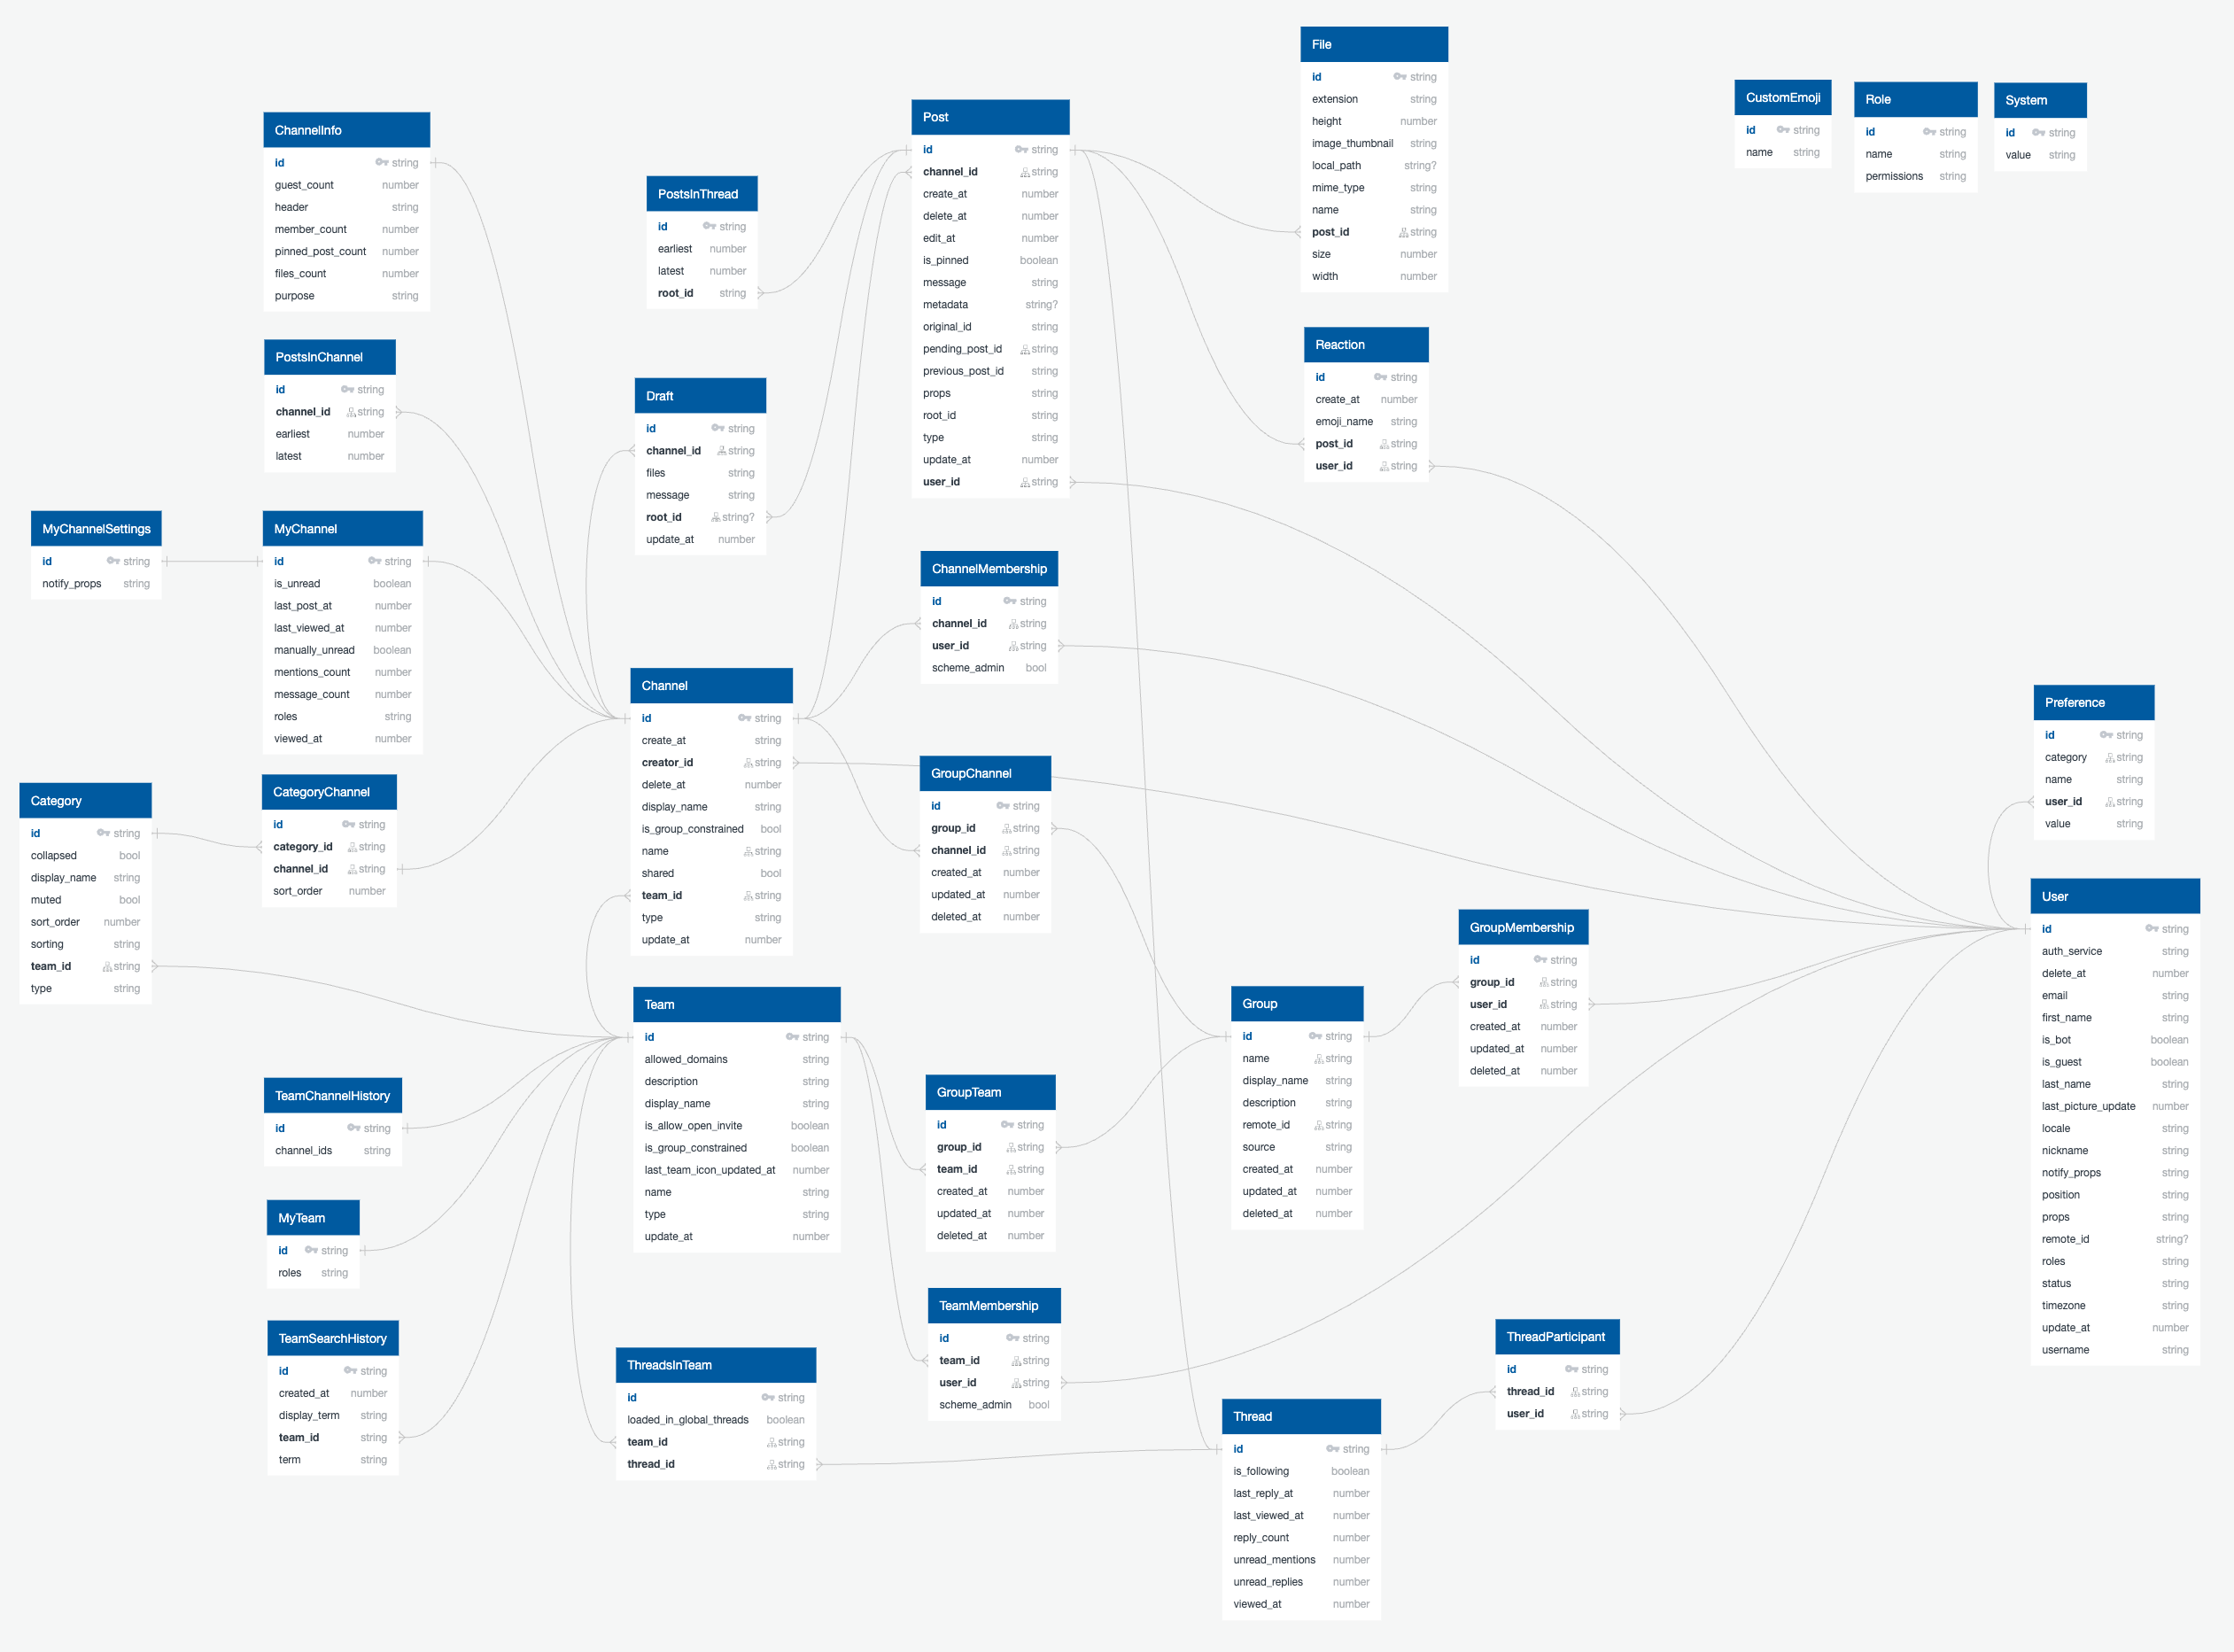 File
id string
extension string
height number
image_thumbnail string
local_path string?
mime_type string
name string
post_id string
size number
width number
CustomEmoji
id string
name string
Role
id string
name string
permissions string
System
id string
value string
ChannelInfo
id string
guest_count number
header string
member_count number
pinned_post_count number
files_count number
purpose string
Post
id string
channel_id string
create_at number
delete_at number
edit_at number
is_pinned boolean
message string
metadata string?
original_id string
pending_post_id string
previous_post_id string
props string
root_id string
type string
update_at number
user_id string
PostsInThread
id string
earliest number
latest number
root_id string
Reaction
id string
create_at number
emoji_name string
post_id string
user_id string
PostsInChannel
id string
channel_id string
earliest number
latest number
Draft
id string
channel_id string
files string
message string
root_id string?
update_at number
MyChannelSettings
id string
notify_props string
MyChannel
id string
is_unread boolean
last_post_at number
last_viewed_at number
manually_unread boolean
mentions_count number
message_count number
roles string
viewed_at number
ChannelMembership
id string
channel_id string
user_id string
scheme_admin bool
Channel
id string
create_at string
creator_id string
delete_at number
display_name string
is_group_constrained bool
name string
shared bool
team_id string
type string
update_at number
Preference
id string
category string
name string
user_id string
value string
GroupChannel
id string
group_id string
channel_id string
created_at number
updated_at number
deleted_at number
Category
id string
collapsed bool
display_name string
muted bool
sort_order number
sorting string
team_id string
type string
CategoryChannel
id string
category_id string
channel_id string
sort_order number
User
id string
auth_service string
delete_at number
email string
first_name string
is_bot boolean
is_guest boolean
last_name string
last_picture_update number
locale string
nickname string
notify_props string
position string
props string
remote_id string?
roles string
status string
timezone string
update_at number
username string
GroupMembership
id string
group_id string
user_id string
created_at number
updated_at number
deleted_at number
Team
id string
allowed_domains string
description string
display_name string
is_allow_open_invite boolean
is_group_constrained boolean
last_team_icon_updated_at number
name string
type string
update_at number
Group
id string
name string
display_name string
description string
remote_id string
source string
created_at number
updated_at number
deleted_at number
TeamChannelHistory
id string
channel_ids string
GroupTeam
id string
group_id string
team_id string
created_at number
updated_at number
deleted_at number
MyTeam
id string
roles string
TeamMembership
id string
team_id string
user_id string
scheme_admin bool
TeamSearchHistory
id string
created_at number
display_term string
team_id string
term string
ThreadsInTeam
id string
loaded_in_global_threads boolean
team_id string
thread_id string
ThreadParticipant
id string
thread_id string
user_id string
Thread
id string
is_following boolean
last_reply_at number
last_viewed_at number
reply_count number
unread_mentions number
unread_replies number
viewed_at number